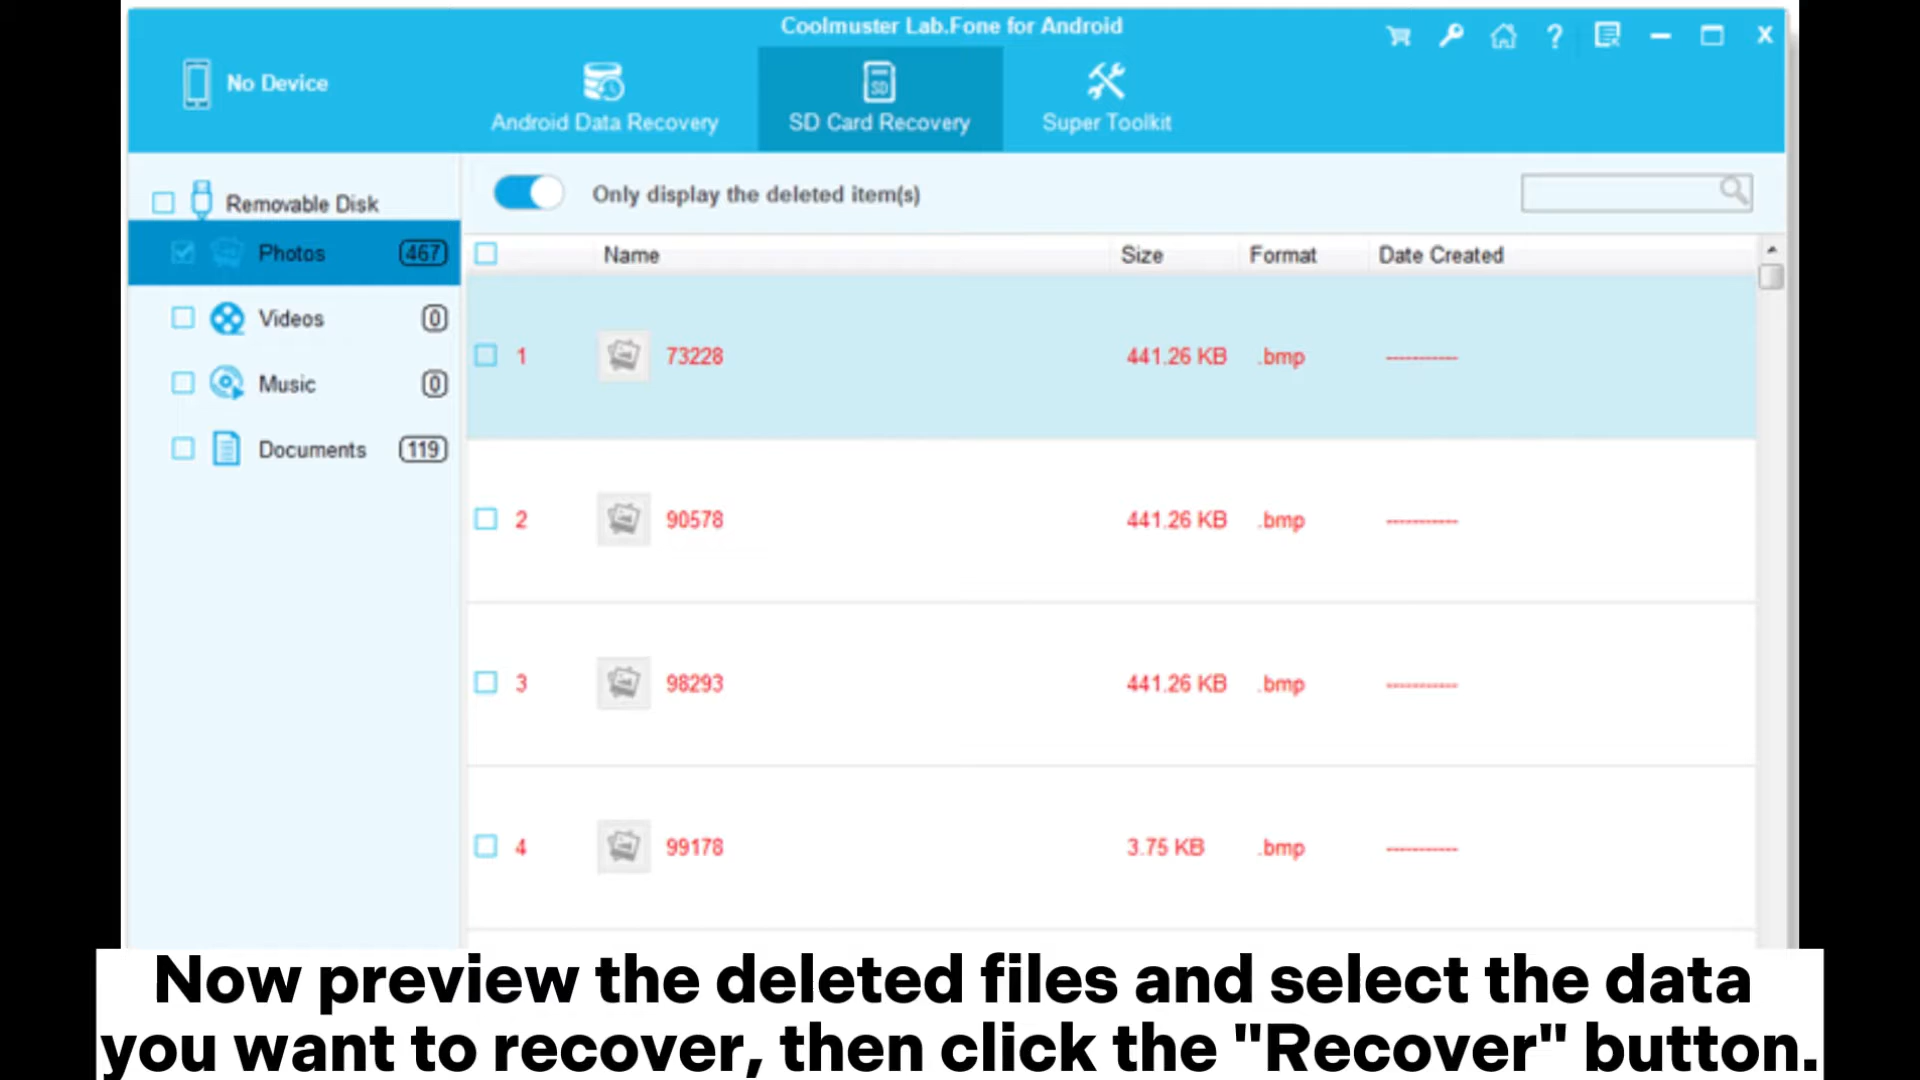 Coolmuster Lab.Fone for Android
No Device
Android Data Recovery
SD Card Recovery
Super Toolkit
Removable Disk
Photos 467
Videos 0
Music 0
Documents 119
Only display the deleted item(s)
Name Size Format Date Created
1 73228 441.26 KB .bmp -----------
2 90578 441.26 KB .bmp -----------
3 98293 441.26 KB .bmp -----------
4 99178 3.75 KB .bmp -----------
Now preview the deleted files and select the data
you want to recover, then click the "Recover" button.